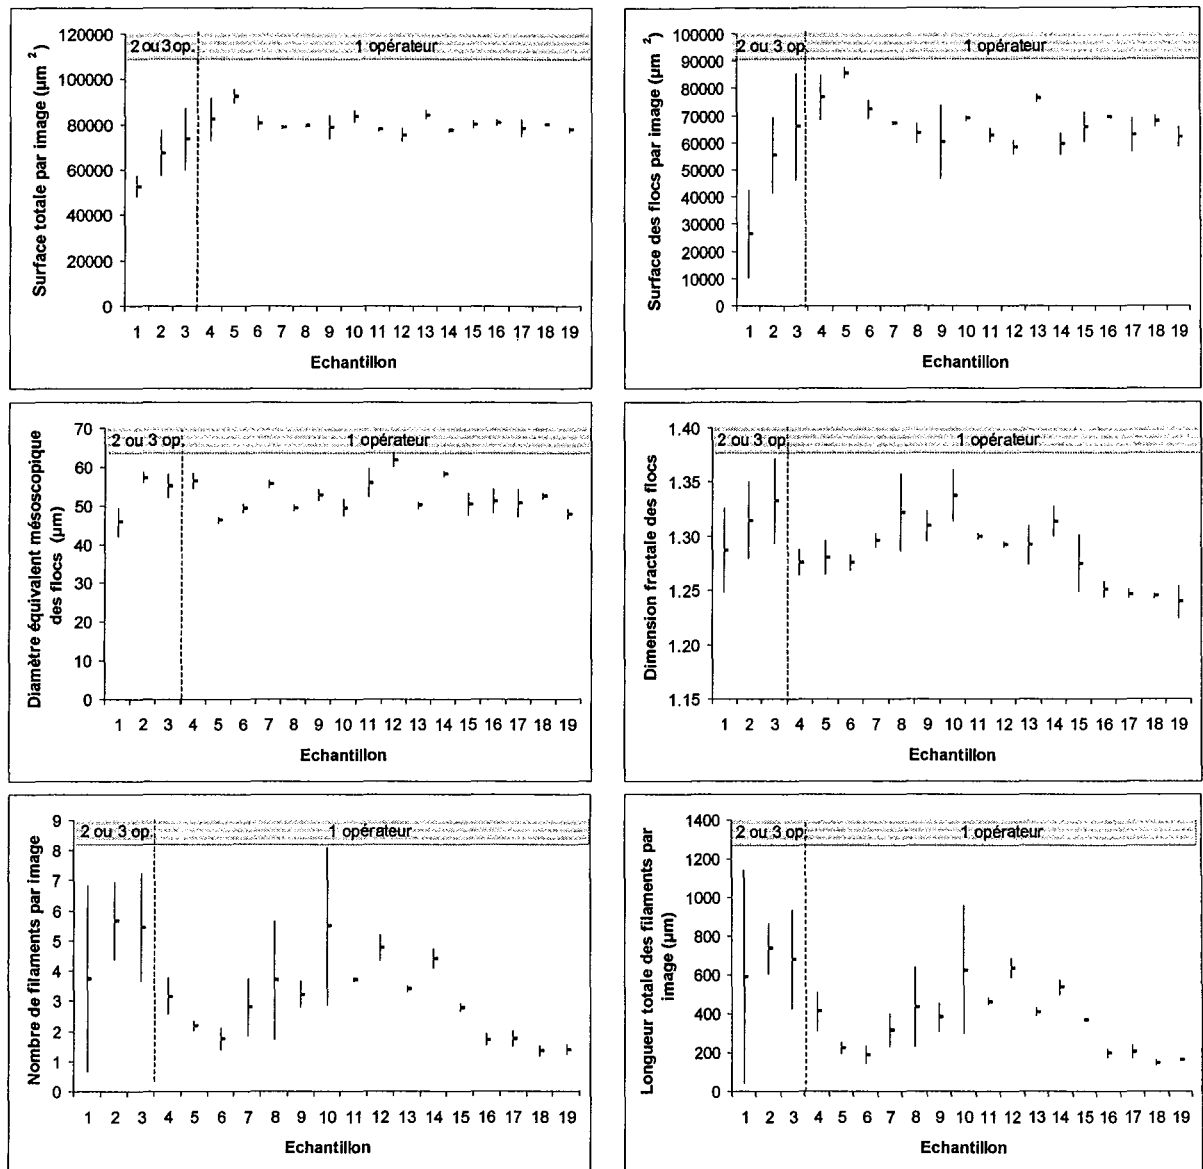 2 ou 3 op. 1 opérateur
Surface totale par image (µm ²)
120000
100000
80000
60000
40000
20000
0
1 2 3 4 5 6 7 8 9 10 11 12 13 14 15 16 17 18 19
Echantillon
2 ou 3 op. 1 opérateur
Surface des flocs par image (µm ²)
100000
90000
80000
70000
60000
50000
40000
30000
20000
10000
0
1 2 3 4 5 6 7 8 9 10 11 12 13 14 15 16 17 18 19
Echantillon
2 ou 3 op. 1 opérateur
Diamètre équivalent mésoscopique
des flocs (µm)
70
60
50
40
30
20
10
0
1 2 3 4 5 6 7 8 9 10 11 12 13 14 15 16 17 18 19
Echantillon
2 ou 3 op 1 opérateur
Dimension fractale des flocs
1.40
1.35
1.30
1.25
1.20
1.15
1 2 3 4 5 6 7 8 9 10 11 12 13 14 15 16 17 18 19
Echantillon
2 ou 3 op. 1 opérateur
Nombre de filaments par image
9
8
7
6
5
4
3
2
1
0
1 2 3 4 5 6 7 8 9 10 11 12 13 14 15 16 17 18 19
Echantillon
2 ou 3 op 1 opérateur
Longueur totale des filaments par
image (µm)
1400
1200
1000
800
600
400
200
0
1 2 3 4 5 6 7 8 9 10 11 12 13 14 15 16 17 18 19
Echantillon